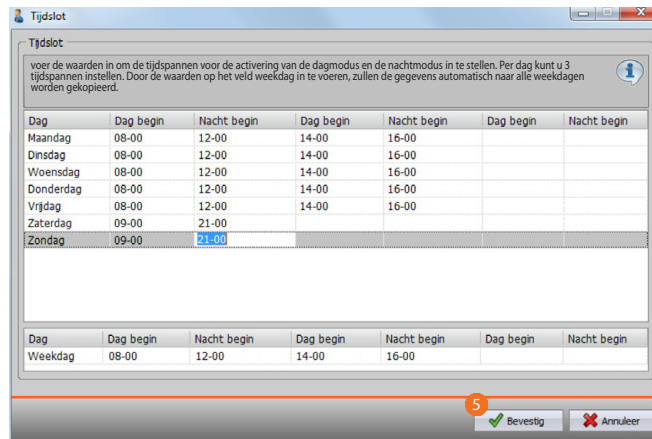 Tijdslot
Tijdslot
voer de waarden in om de tijdspannen voor de activering van de dagmodus en de nachtmodus in te stellen. Per dag kunt u 3
tijdspannen instellen. Door de waarden op het veld weekdag in te voeren, zullen de gegevens automatisch naar alle weekdagen
worden gekopieerd.
Dag Dag begin Nacht begin Dag begin Nacht begin Dag begin Nacht begin
Maandag 08-00 12-00 14-00 16-00
Dinsdag 08-00 12-00 14-00 16-00
Woensdag 08-00 12-00 14-00 16-00
Donderdag 08-00 12-00 14-00 16-00
Vrijdag 08-00 12-00 14-00 16-00
Zaterdag 09-00 21-00
Zondag 09-00 21-00
Dag Dag begin Nacht begin Dag begin Nacht begin Dag begin Nacht begin
Weekdag 08-00 12-00 14-00 16-00
5
Bevestig Annuleer